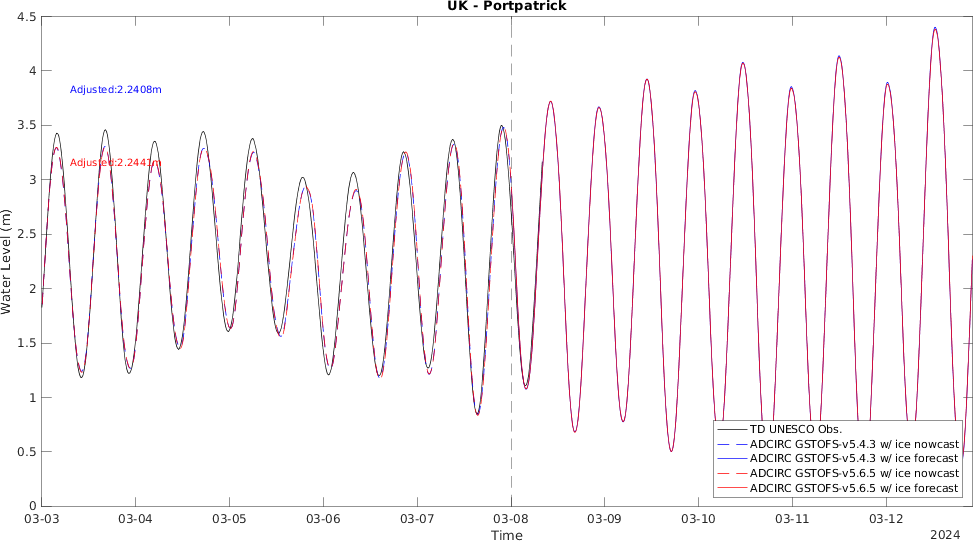 UK - Portpatrick
4.5
4
3.5
3
2.5
2
1.5
1
0.5
0
Water Level (m)
Adjusted:2.2408m
Adjusted:2.2441m
TD UNESCO Obs.
ADCIRC GSTOFS-v5.4.3 w/ ice nowcast
ADCIRC GSTOFS-v5.4.3 w/ ice forecast
ADCIRC GSTOFS-v5.6.5 w/ ice nowcast
ADCIRC GSTOFS-v5.6.5 w/ ice forecast
03-03 03-04 03-05 03-06 03-07 03-08 03-09 03-10 03-11 03-12
Time
2024